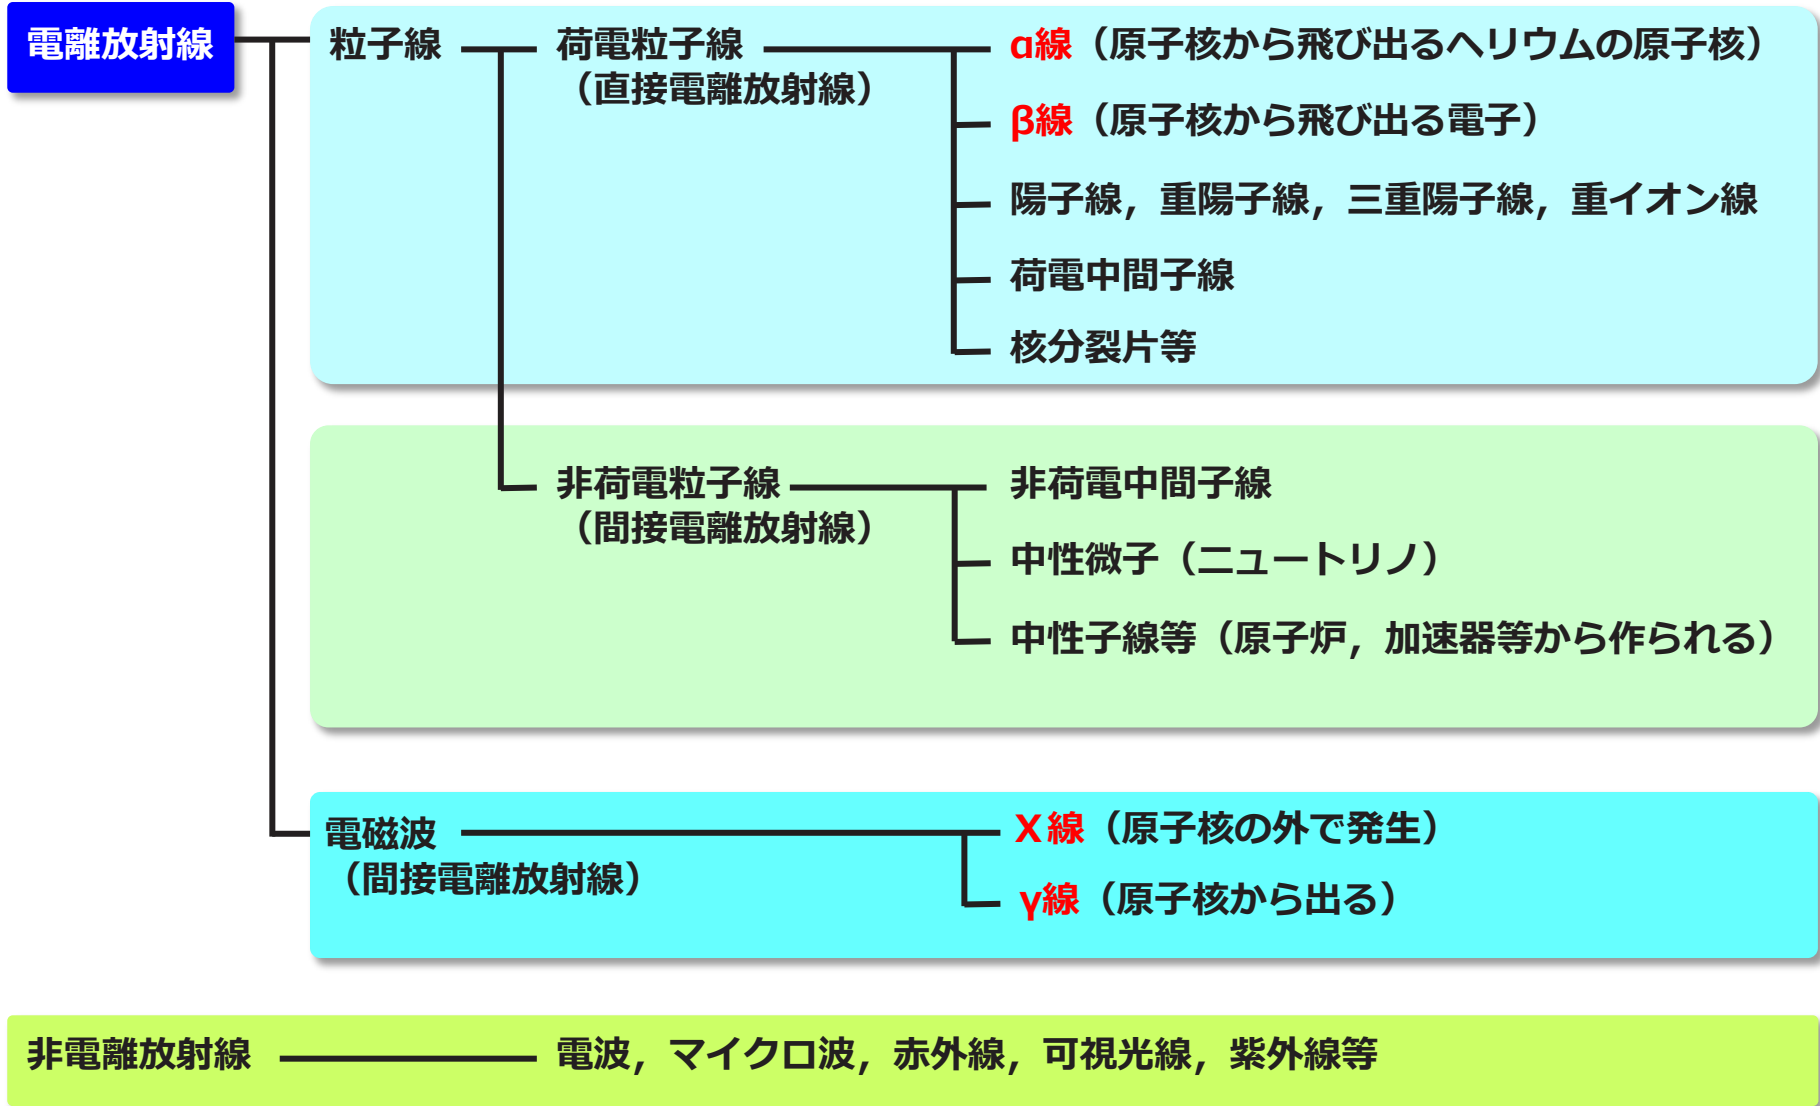 電離放射線
粒子線
荷電粒子線
（直接電離放射線）
α線（原子核から飛び出るヘリウムの原子核）
β線（原子核から飛び出る電子）
陽子線，重陽子線，三重陽子線，重イオン線
荷電中間子線
核分裂片等
非荷電粒子線
（間接電離放射線）
非荷電中間子線
中性微子（ニュートリノ）
中性子線等（原子炉，加速器等から作られる）
電磁波
（間接電離放射線）
X線（原子核の外で発生）
γ線（原子核から出る）
非電離放射線
電波，マイクロ波，赤外線，可視光線，紫外線等